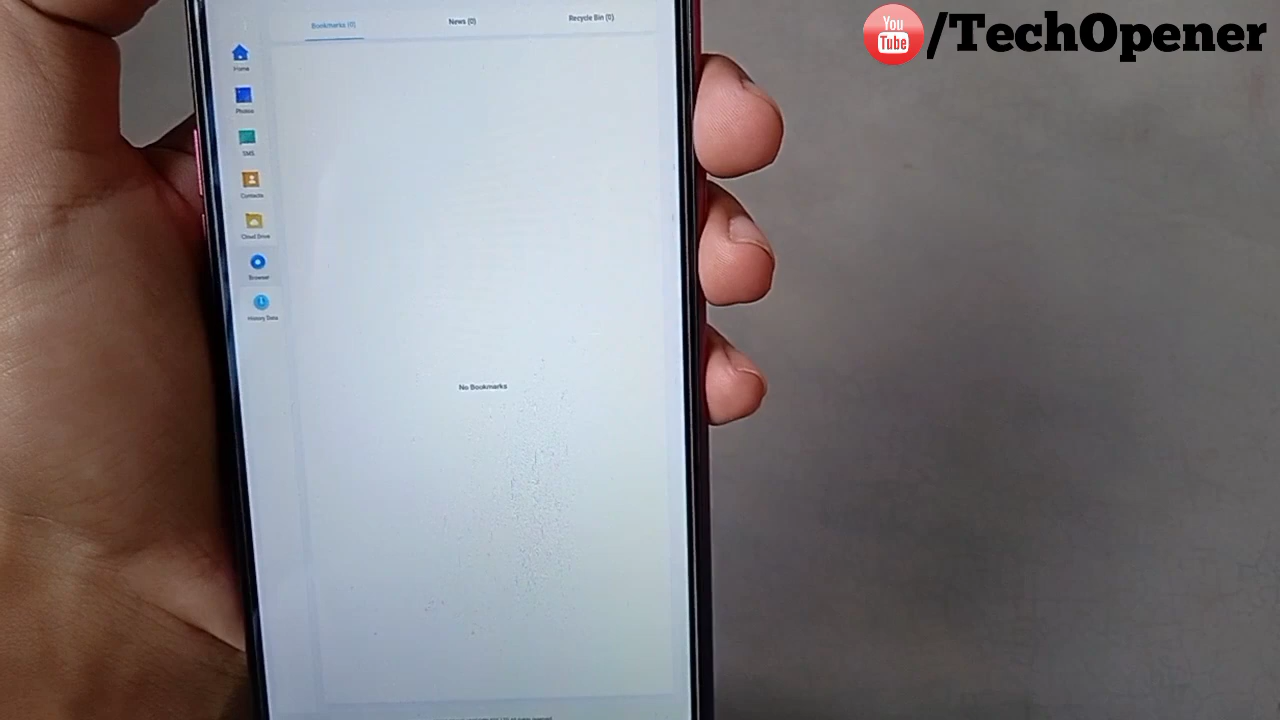 You Tube /TechOpener
Bookmarks (0) News (0) Recycle Bin (0)
Home
Photos
SMS
Contacts
Cloud Drive
Browser
History Data
No Bookmarks